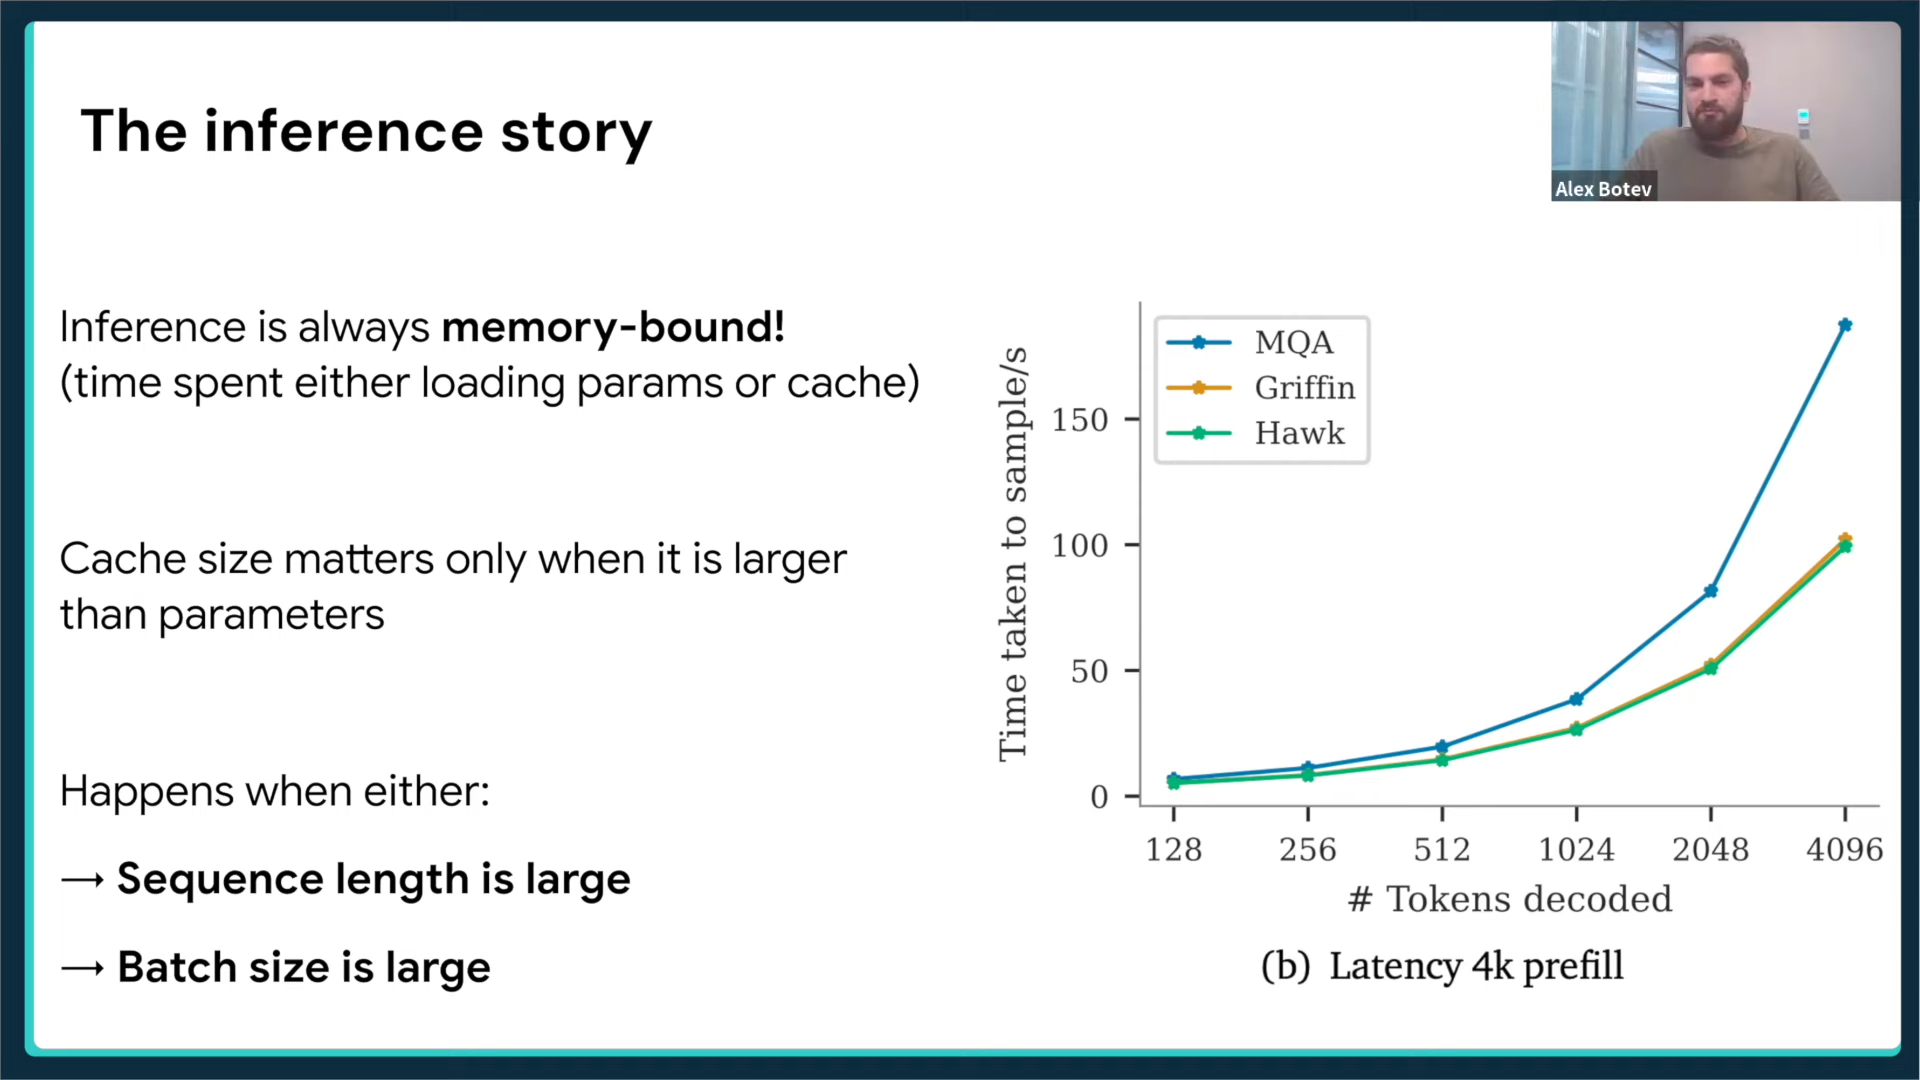 The inference story
Alex Botev
Inference is always memory-bound!
(time spent either loading params or cache)
Cache size matters only when it is larger
than parameters
Happens when either:
→ Sequence length is large
→ Batch size is large
Time taken to sample/s
MQA
Griffin
Hawk
150
100
50
0
128 256 512 1024 2048 4096
# Tokens decoded
(b) Latency 4k prefill